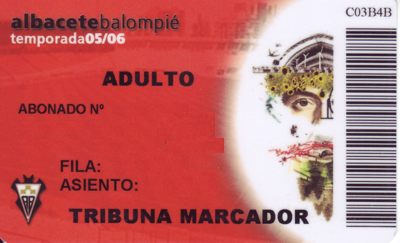 albacetebalompié
temporada05/06
C03B4B
ADULTO
ABONADO Nº
FILA:
ASIENTO:
TRIBUNA MARCADOR